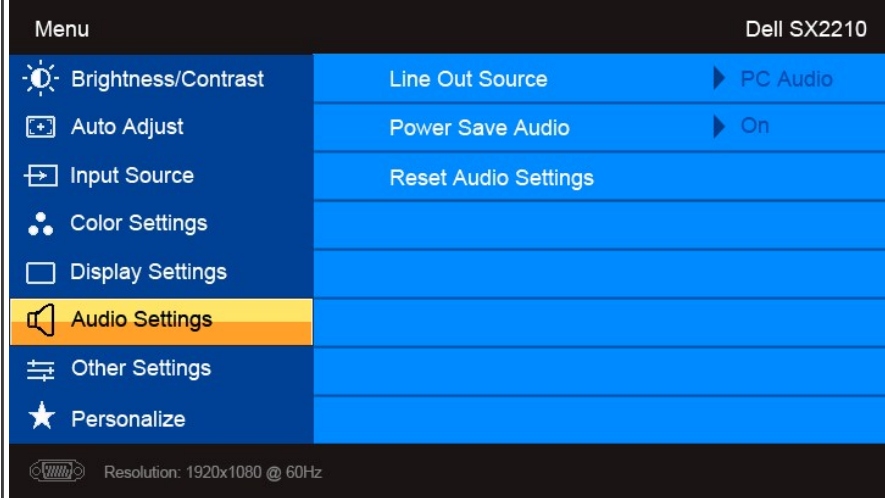 Menu Dell SX2210
Brightness/Contrast Line Out Source PC Audio
Auto Adjust Power Save Audio On
Input Source Reset Audio Settings
Color Settings
Display Settings
Audio Settings
Other Settings
Personalize
Resolution: 1920x1080 @ 60Hz